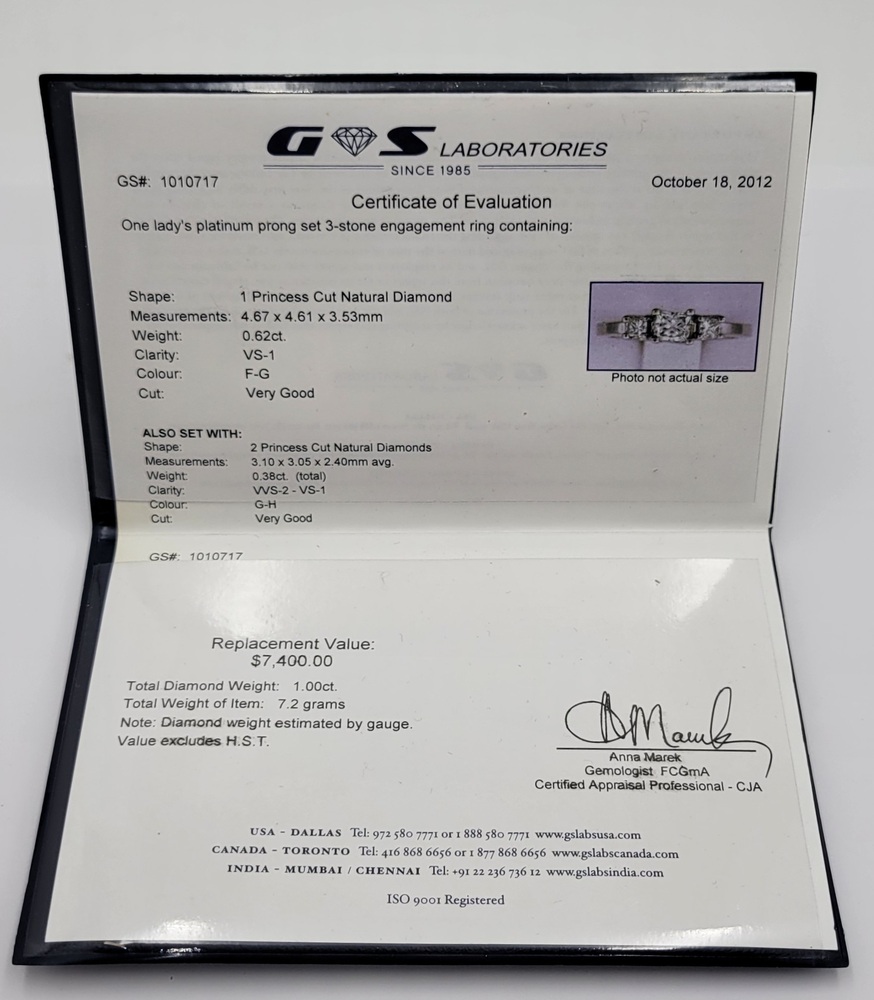 G S LABORATORIES
SINCE 1985
GS#: 1010717
October 18, 2012
Certificate of Evaluation
One lady's platinum prong set 3-stone engagement ring containing:
Shape: 1 Princess Cut Natural Diamond
Measurements: 4.67 x 4.61 x 3.53mm
Weight: 0.62ct.
Clarity: VS-1
Colour: F-G
Cut: Very Good
Photo not actual size
ALSO SET WITH:
Shape: 2 Princess Cut Natural Diamonds
Measurements: 3.10 x 3.05 x 2.40mm avg.
Weight: 0.38ct. (total)
Clarity: VVS-2 - VS-1
Colour: G-H
Cut: Very Good
GS#: 1010717
Replacement Value:
$7,400.00
Total Diamond Weight: 1.00ct.
Total Weight of Item: 7.2 grams
Note: Diamond weight estimated by gauge.
Value excludes H.S.T.
AMarek
Anna Marek
Gemologist FCGmA
Certified Appraisal Professional - CJA
USA - DALLAS Tel: 972 580 7771 or 1 888 580 7771 www.gslabsusa.com
CANADA - TORONTO Tel: 416 868 6656 or 1 877 868 6656 www.gslabscanada.com
INDIA - MUMBAI / CHENNAI Tel: +91 22 236 736 12 www.gslabsindia.com
ISO 9001 Registered